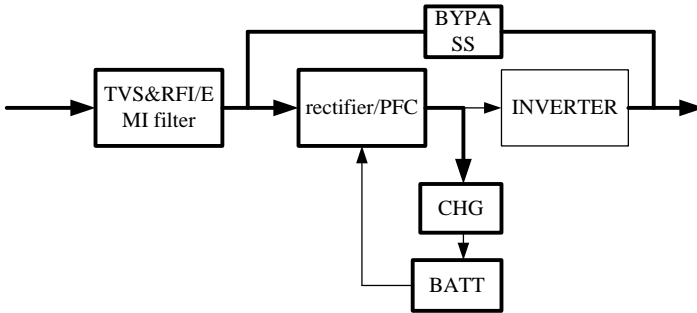 BYPA
SS
TVS&RFI/E
MI filter
rectifier/PFC
INVERTER
CHG
BATT